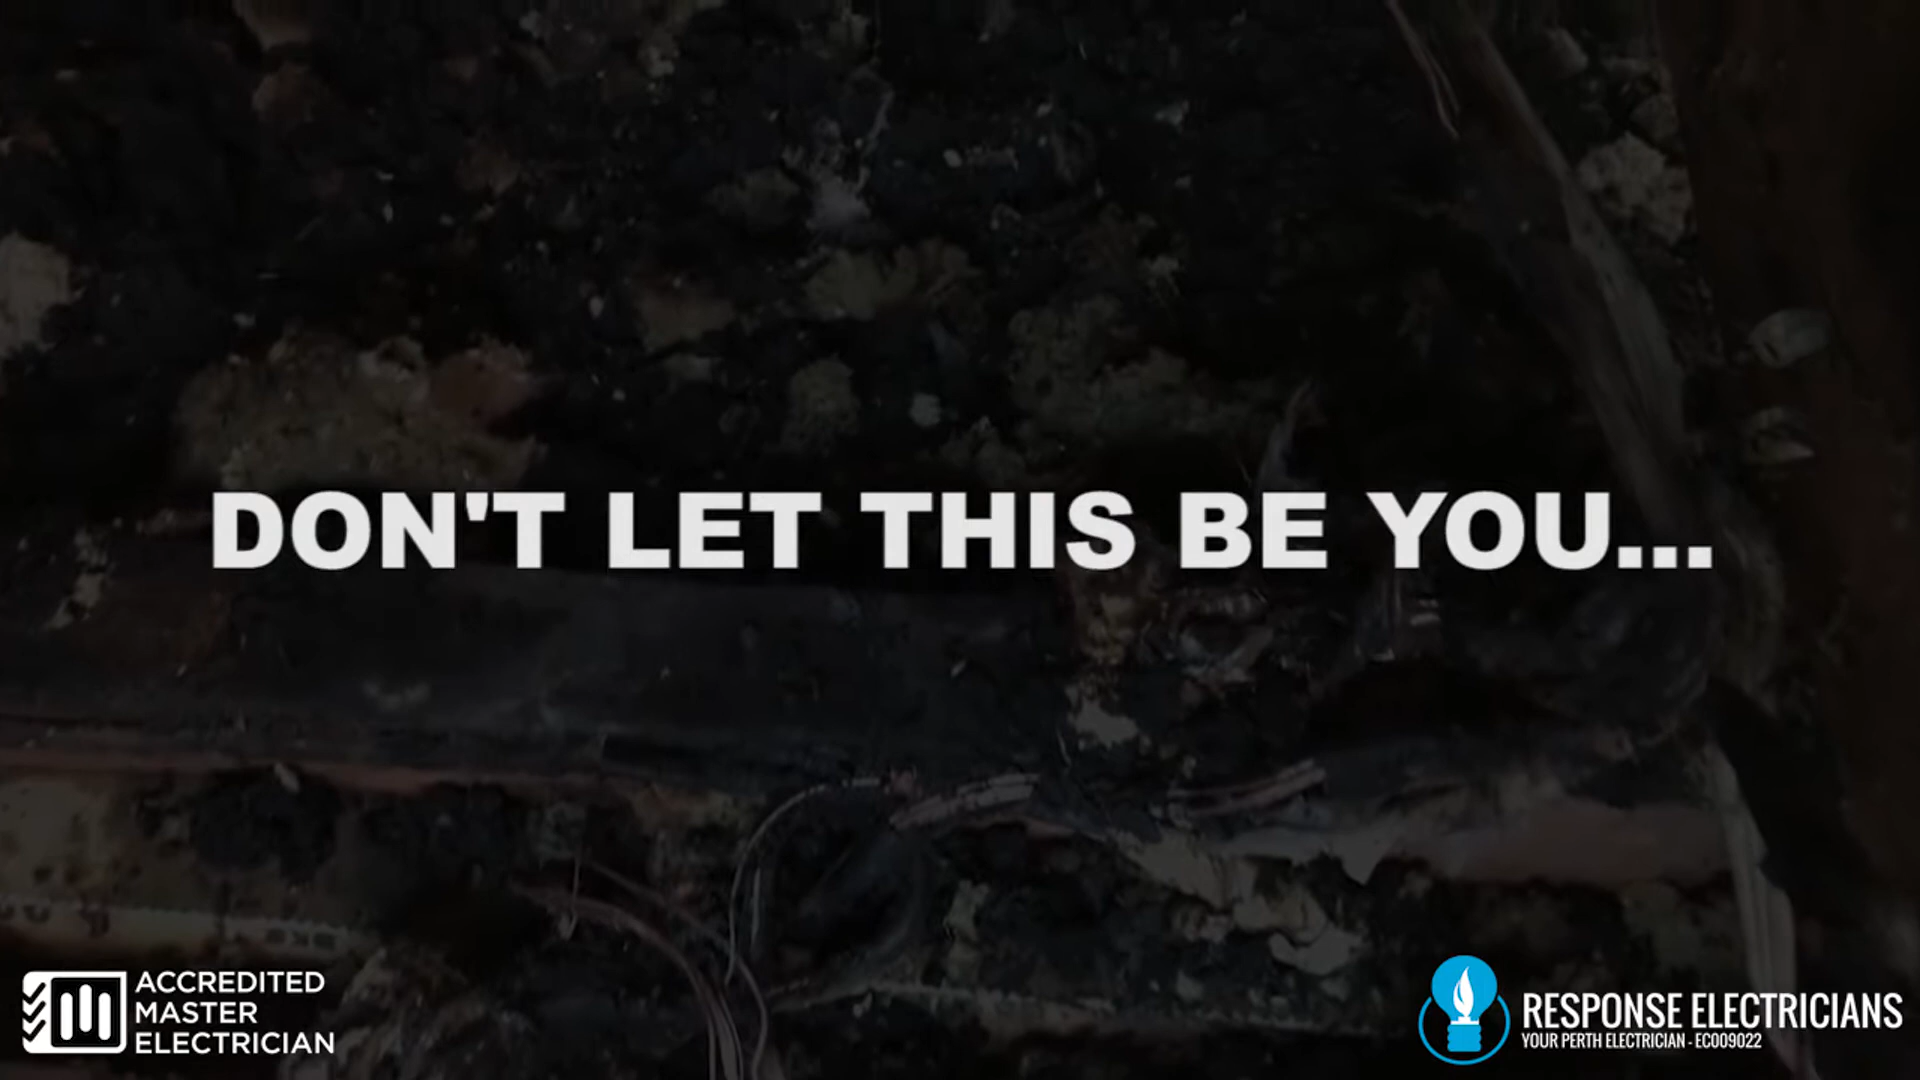 DON'T LET THIS BE YOU...
ACCREDITED
MASTER
ELECTRICIAN
RESPONSE ELECTRICIANS
YOUR PERTH ELECTRICIAN - EC009022